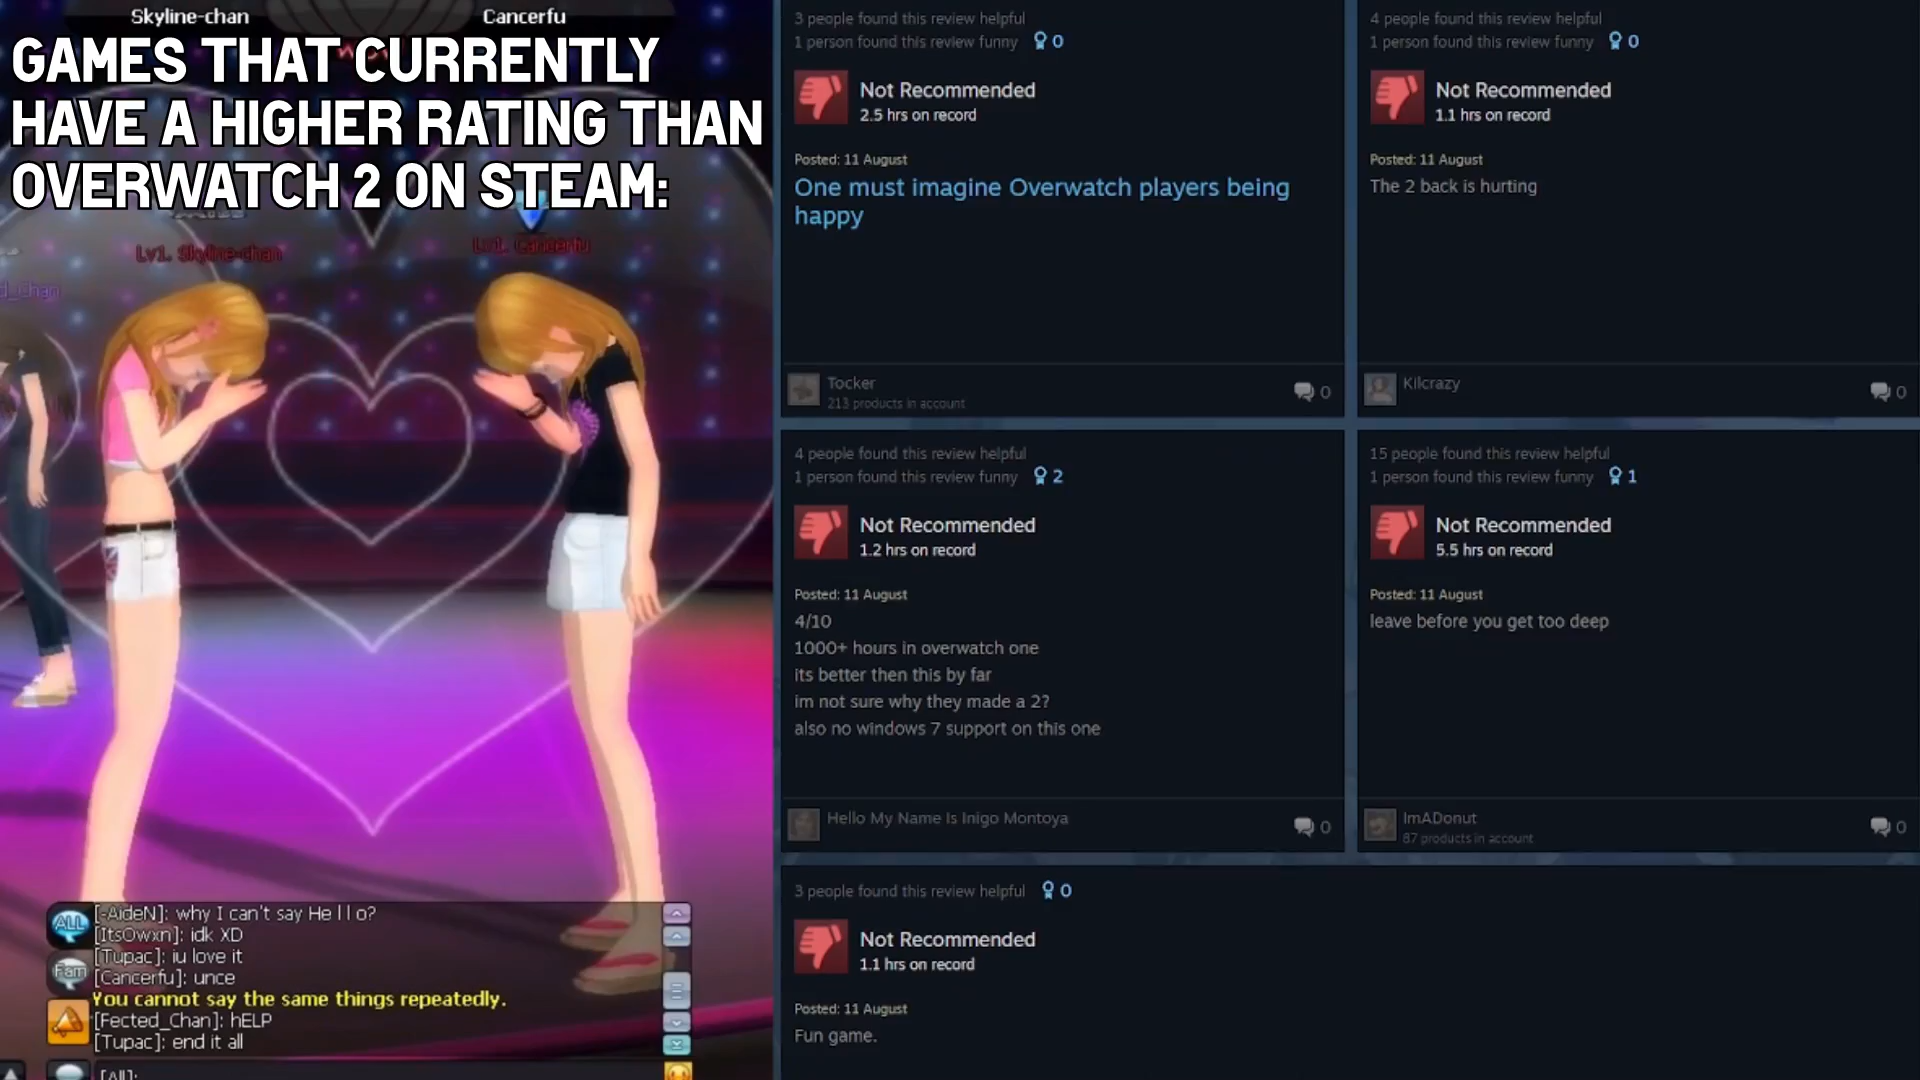 Skyline-chan
Cancerfu
GAMES THAT CURRENTLY
HAVE A HIGHER RATING THAN
OVERWATCH 2 ON STEAM:
Lv1. Skyline-chan
Lv1. Cancerfu
d_Chan
[-AideN]: why I can't say He l l o?
[ItsOwxn]: idk XD
[Tupac]: iu love it
[Cancerfu]: unce
You cannot say the same things repeatedly.
[Fected_Chan]: hELP
[Tupac]: end it all
[All]:
ALL
Fam
3 people found this review helpful
1 person found this review funny 0
Not Recommended
2.5 hrs on record
Posted: 11 August
One must imagine Overwatch players being
happy
Tocker
213 products in account
0
4 people found this review helpful
1 person found this review funny 0
Not Recommended
1.1 hrs on record
Posted: 11 August
The 2 back is hurting
Kilcrazy
0
4 people found this review helpful
1 person found this review funny 2
Not Recommended
1.2 hrs on record
Posted: 11 August
4/10
1000+ hours in overwatch one
its better then this by far
im not sure why they made a 2?
also no windows 7 support on this one
Hello My Name Is Inigo Montoya
0
15 people found this review helpful
1 person found this review funny 1
Not Recommended
5.5 hrs on record
Posted: 11 August
leave before you get too deep
ImADonut
87 products in account
0
3 people found this review helpful 0
Not Recommended
1.1 hrs on record
Posted: 11 August
Fun game.